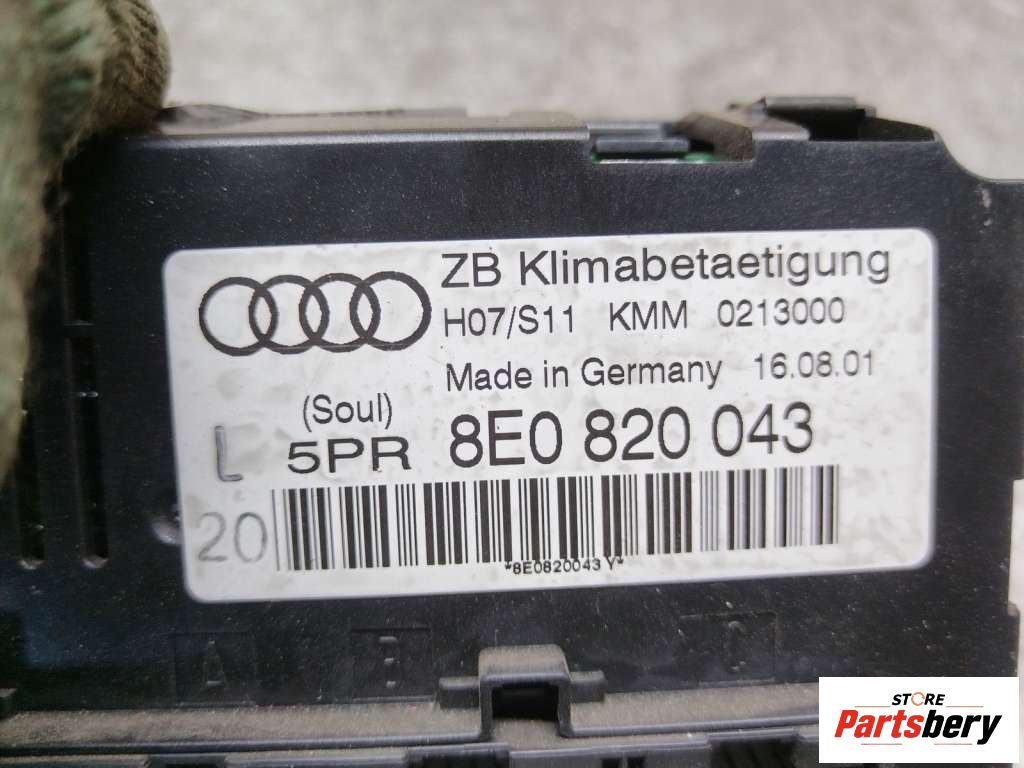 ZB Klimabetaetigung
H07/S11 KMM 0213000
Made in Germany 16.08.01
(Soul)
L 5PR 8E0 820 043
20
*8E0820043 Y*
A B C
STORE
Partsbery